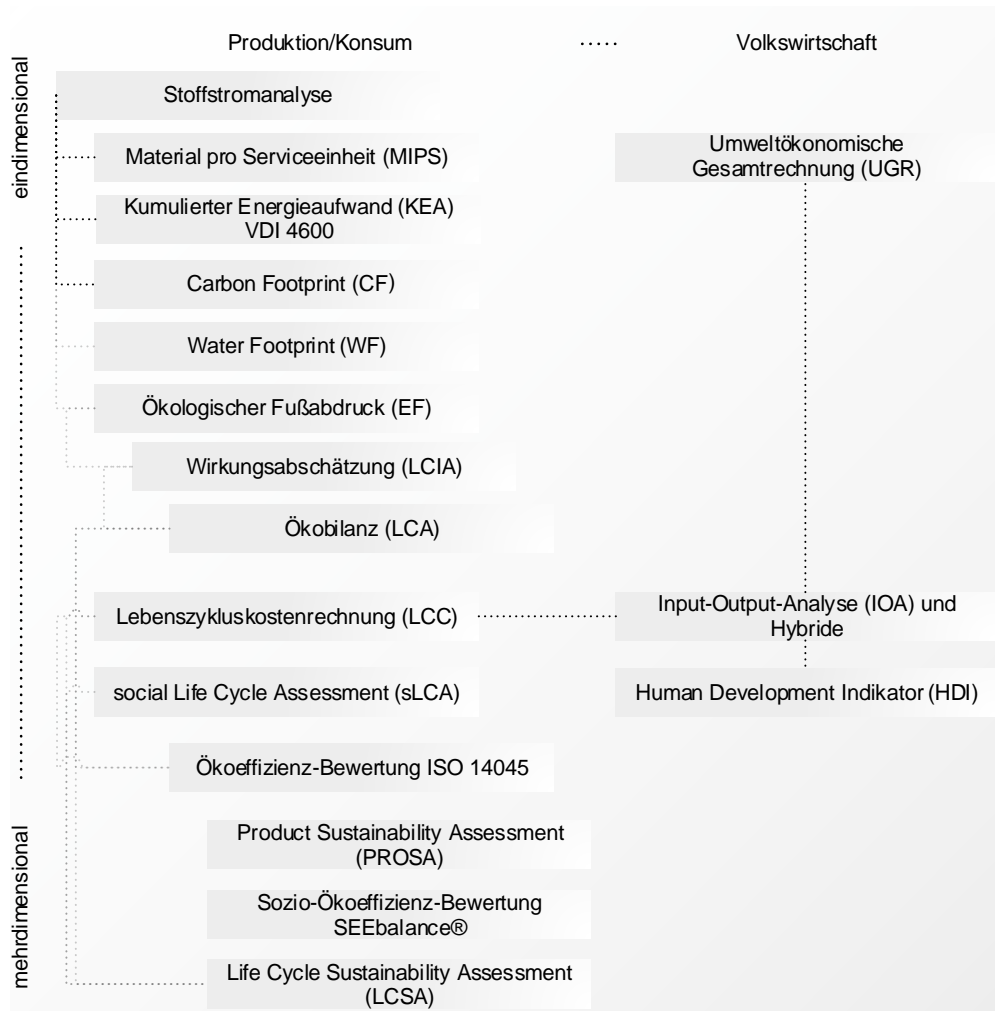 Produktion/Konsum ..... Volkswirtschaft
eindimensional
Stoffstromanalyse
Material pro Serviceeinheit (MIPS)
Umweltökonomische
Gesamtrechnung (UGR)
Kumulierter Energieaufwand (KEA)
VDI 4600
Carbon Footprint (CF)
Water Footprint (WF)
Ökologischer Fußabdruck (EF)
Wirkungsabschätzung (LCIA)
Ökobilanz (LCA)
Lebenszykluskostenrechnung (LCC)
Input-Output-Analyse (IOA) und
Hybride
social Life Cycle Assessment (sLCA)
Human Development Indikator (HDI)
Ökoeffizienz-Bewertung ISO 14045
mehrdimensional
Product Sustainability Assessment
(PROSA)
Sozio-Ökoeffizienz-Bewertung
SEEbalance®
Life Cycle Sustainability Assessment
(LCSA)